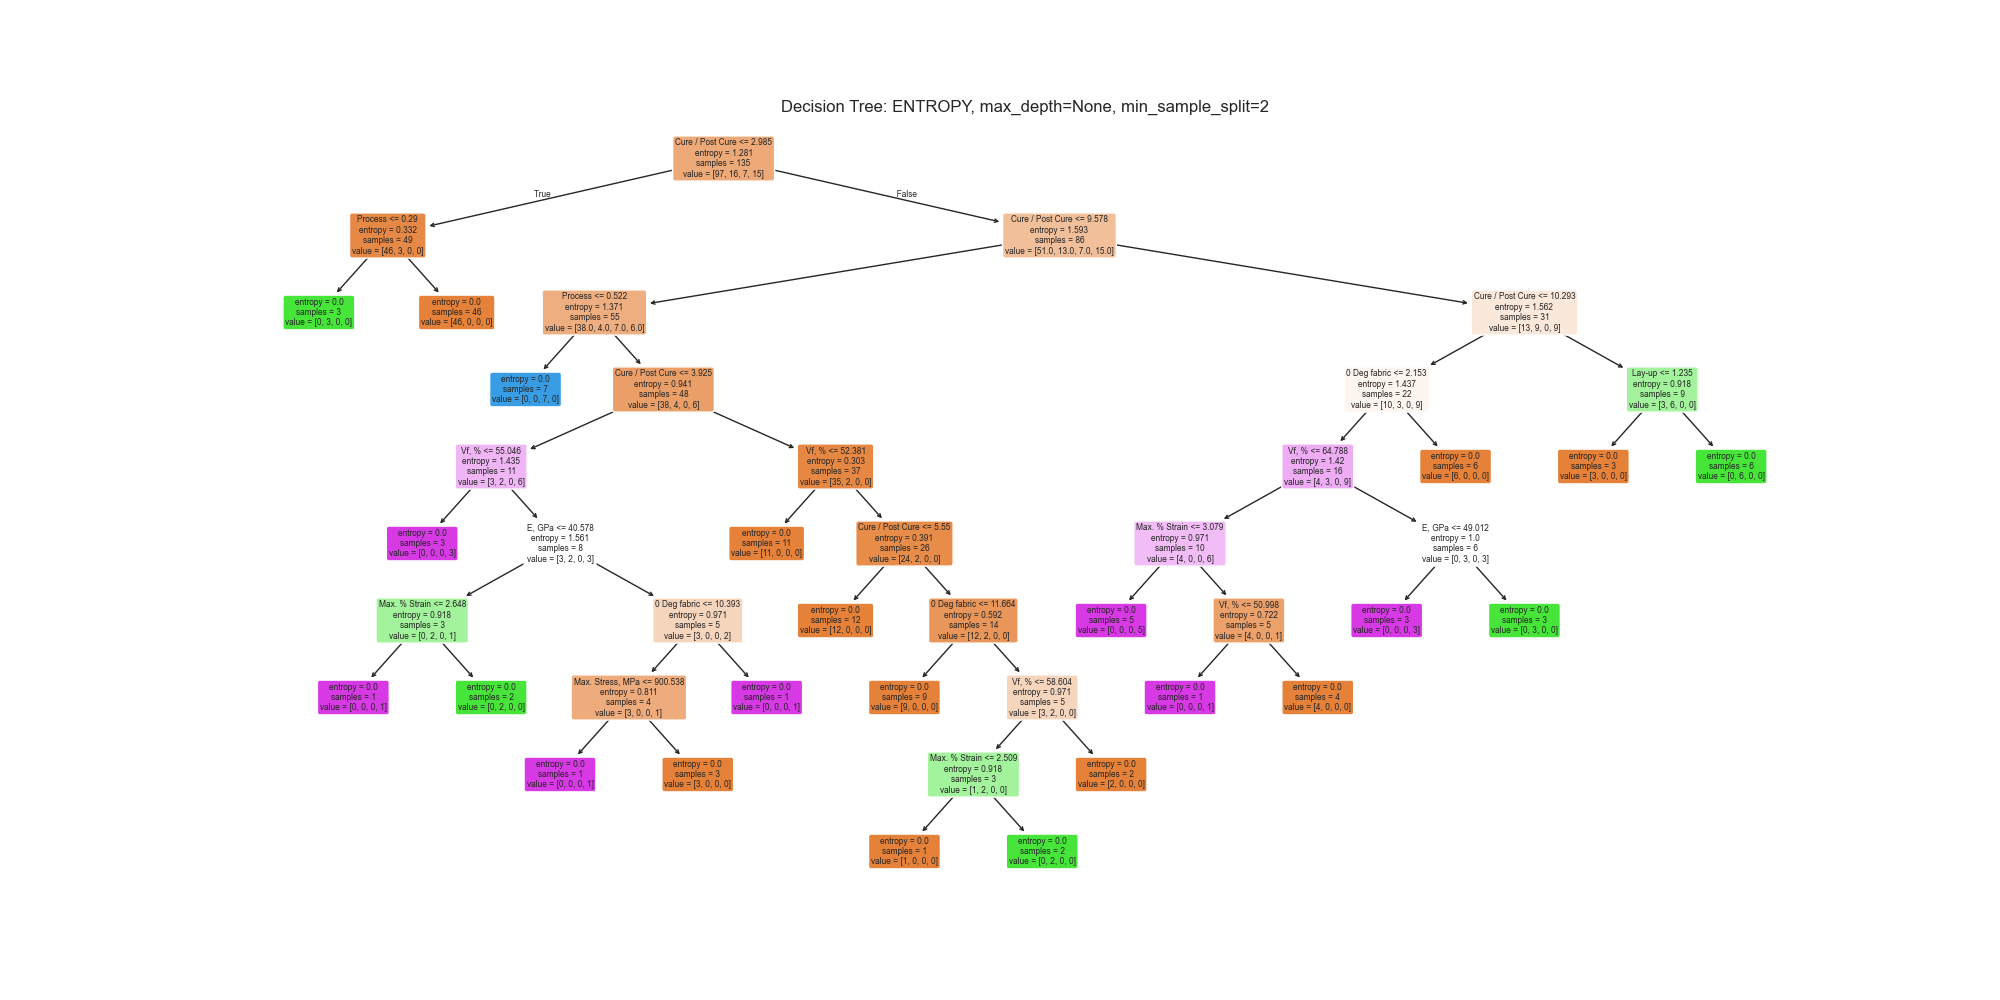 Decision Tree: ENTROPY, max_depth=None, min_sample_split=2
Cure / Post Cure <= 2.985
entropy = 1.281
samples = 135
value = [97, 16, 7, 15]
True
False
Process <= 0.29
entropy = 0.332
samples = 49
value = [46, 3, 0, 0]
Cure / Post Cure <= 9.578
entropy = 1.593
samples = 86
value = [51.0, 13.0, 7.0, 15.0]
entropy = 0.0
samples = 3
value = [0, 3, 0, 0]
entropy = 0.0
samples = 46
value = [46, 0, 0, 0]
Process <= 0.522
entropy = 1.371
samples = 55
value = [38.0, 4.0, 7.0, 6.0]
Cure / Post Cure <= 10.293
entropy = 1.562
samples = 31
value = [13, 9, 0, 9]
entropy = 0.0
samples = 7
value = [0, 0, 7, 0]
Cure / Post Cure <= 3.925
entropy = 0.941
samples = 48
value = [38, 4, 0, 6]
0 Deg fabric <= 2.153
entropy = 1.437
samples = 22
value = [10, 3, 0, 9]
Lay-up <= 1.235
entropy = 0.918
samples = 9
value = [3, 6, 0, 0]
Vf, % <= 55.046
entropy = 1.435
samples = 11
value = [3, 2, 0, 6]
Vf, % <= 52.381
entropy = 0.303
samples = 37
value = [35, 2, 0, 0]
Vf, % <= 64.788
entropy = 1.42
samples = 16
value = [4, 3, 0, 9]
entropy = 0.0
samples = 6
value = [6, 0, 0, 0]
entropy = 0.0
samples = 3
value = [3, 0, 0, 0]
entropy = 0.0
samples = 6
value = [0, 6, 0, 0]
entropy = 0.0
samples = 3
value = [0, 0, 0, 3]
E, GPa <= 40.578
entropy = 1.561
samples = 8
value = [3, 2, 0, 3]
entropy = 0.0
samples = 11
value = [11, 0, 0, 0]
Cure / Post Cure <= 5.55
entropy = 0.391
samples = 26
value = [24, 2, 0, 0]
Max. % Strain <= 3.079
entropy = 0.971
samples = 10
value = [4, 0, 0, 6]
E, GPa <= 49.012
entropy = 1.0
samples = 6
value = [0, 3, 0, 3]
Max. % Strain <= 2.648
entropy = 0.918
samples = 3
value = [0, 2, 0, 1]
0 Deg fabric <= 10.393
entropy = 0.971
samples = 5
value = [3, 0, 0, 2]
entropy = 0.0
samples = 12
value = [12, 0, 0, 0]
0 Deg fabric <= 11.664
entropy = 0.592
samples = 14
value = [12, 2, 0, 0]
entropy = 0.0
samples = 5
value = [0, 0, 0, 5]
Vf, % <= 50.998
entropy = 0.722
samples = 5
value = [4, 0, 0, 1]
entropy = 0.0
samples = 3
value = [0, 0, 0, 3]
entropy = 0.0
samples = 3
value = [0, 3, 0, 0]
entropy = 0.0
samples = 1
value = [0, 0, 0, 1]
entropy = 0.0
samples = 2
value = [0, 2, 0, 0]
Max. Stress, MPa <= 900.538
entropy = 0.811
samples = 4
value = [3, 0, 0, 1]
entropy = 0.0
samples = 1
value = [0, 0, 0, 1]
entropy = 0.0
samples = 9
value = [9, 0, 0, 0]
Vf, % <= 58.604
entropy = 0.971
samples = 5
value = [3, 2, 0, 0]
entropy = 0.0
samples = 1
value = [0, 0, 0, 1]
entropy = 0.0
samples = 4
value = [4, 0, 0, 0]
entropy = 0.0
samples = 1
value = [0, 0, 0, 1]
entropy = 0.0
samples = 3
value = [3, 0, 0, 0]
Max. % Strain <= 2.509
entropy = 0.918
samples = 3
value = [1, 2, 0, 0]
entropy = 0.0
samples = 2
value = [2, 0, 0, 0]
entropy = 0.0
samples = 1
value = [1, 0, 0, 0]
entropy = 0.0
samples = 2
value = [0, 2, 0, 0]